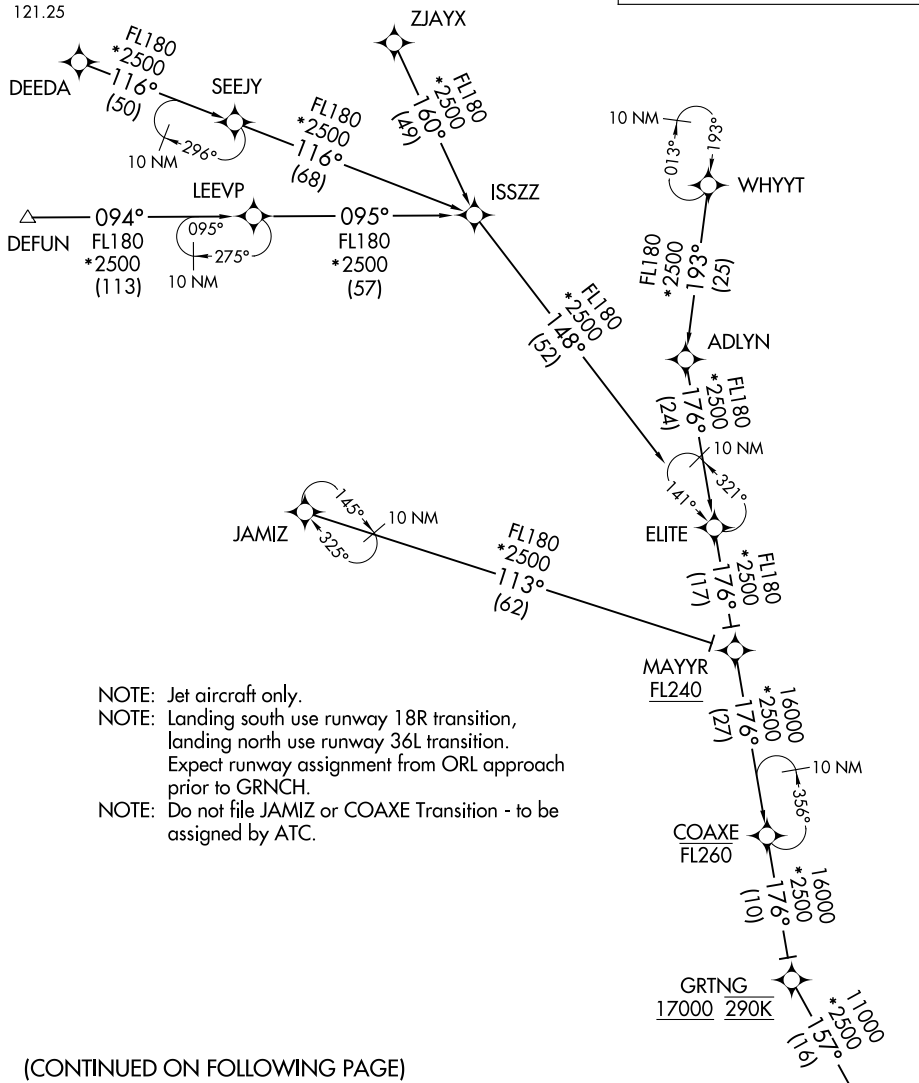 121.25
ZJAYX
DEEDA
FL180
*2500
116°
(50)
SEEJY
FL180
*2500
116°
(68)
FL180
*2500
160°
(49)
10 NM
296°
10 NM
013°
193°
WHYYT
LEEVP
ISSZZ
DEFUN
094°
FL180
*2500
(113)
095°
275°
10 NM
095°
FL180
*2500
(57)
FL180
*2500
193°
(25)
FL180
*2500
148°
(52)
ADLYN
FL180
*2500
176°
(24)
10 NM
321°
141°
ELITE
JAMIZ
145°
325°
10 NM
FL180
*2500
113°
(62)
FL180
*2500
176°
(17)
MAYYR
FL240
16000
*2500
176°
(27)
NOTE: Jet aircraft only.
NOTE: Landing south use runway 18R transition,
landing north use runway 36L transition.
Expect runway assignment from ORL approach
prior to GRNCH.
NOTE: Do not file JAMIZ or COAXE Transition - to be
assigned by ATC.
10 NM
356°
COAXE
FL260
16000
*2500
176°
(10)
GRTNG
17000 290K
11000
*2500
157°
(16)
(CONTINUED ON FOLLOWING PAGE)